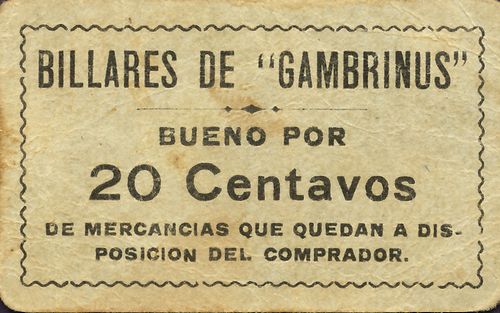 BILLARES DE "GAMBRINUS"
BUENO POR
20 Centavos
DE MERCANCIAS QUE QUEDAN A DIS-
POSICION DEL COMPRADOR.